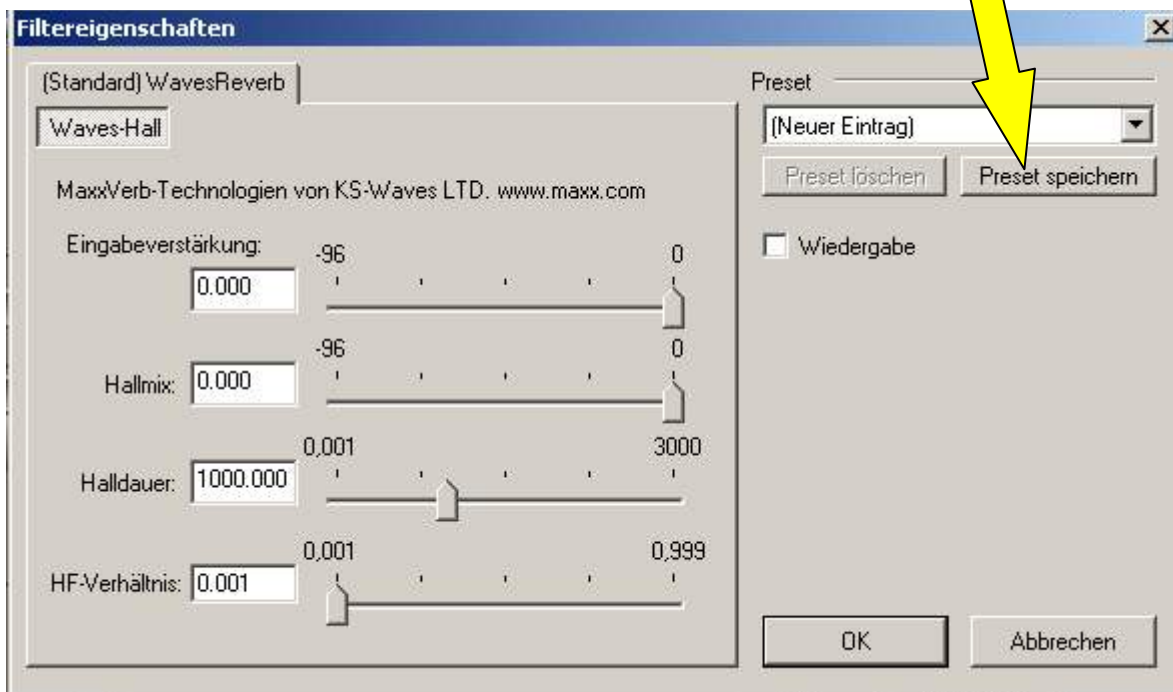 Filtereigenschaften
(Standard) WavesReverb
Waves-Hall
MaxxVerb-Technologien von KS-Waves LTD. www.maxx.com
Eingabeverstärkung:
-96 0
0.000
-96 0
Hallmix: 0.000
0,001 3000
Halldauer: 1000.000
0,001 0,999
HF-Verhältnis: 0.001
Preset
(Neuer Eintrag)
Preset löschen Preset speichern
Wiedergabe
OK Abbrechen